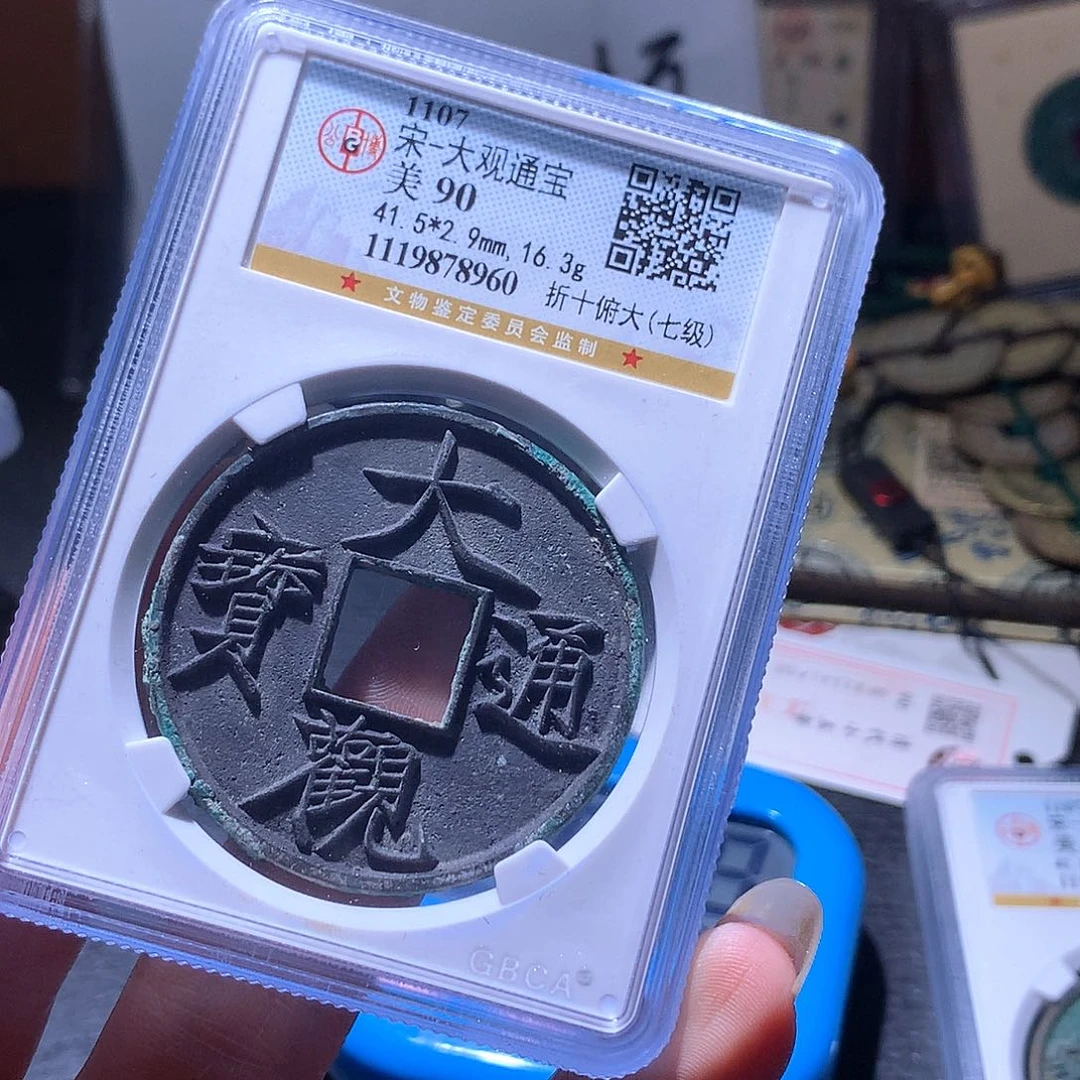 1107
宋-大观通宝
美 90
41.5*2.9mm, 16.3g
1119878960
折十俯大(七级)
★ 文物鉴定委员会监制 ★
大
寶 通
觀
GBCA